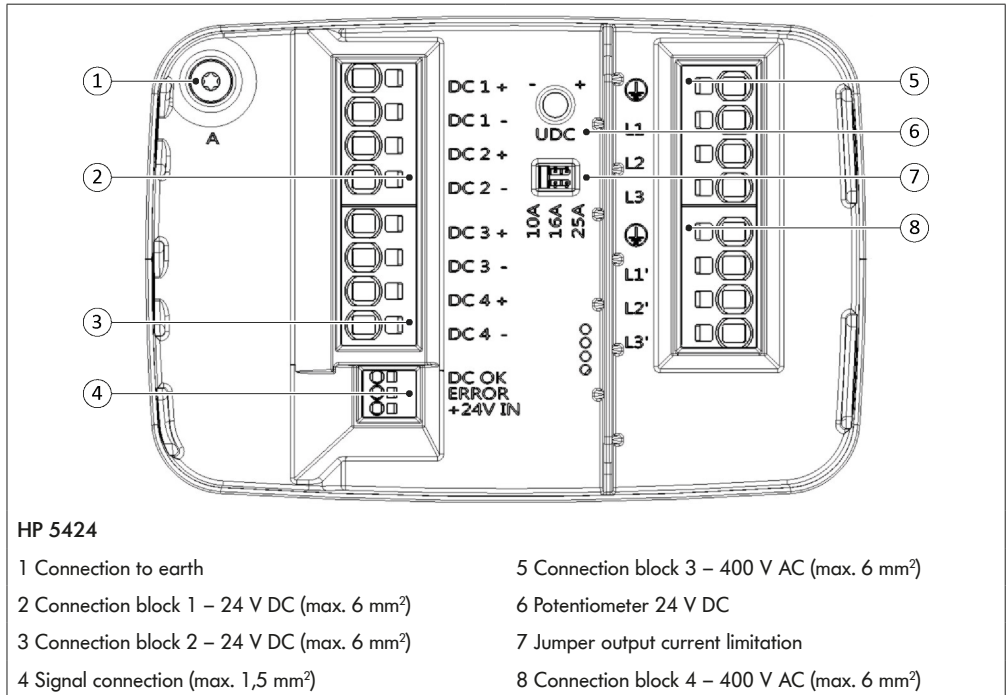 1
A
2
3
4
DC 1 +
DC 1 -
DC 2 +
DC 2 -
DC 3 +
DC 3 -
DC 4 +
DC 4 -
DC OK
ERROR
+24V IN
- +
UDC
10A
16A
25A
L1
L2
L3
L1'
L2'
L3'
5
6
7
8
HP 5424
1 Connection to earth
2 Connection block 1 – 24 V DC (max. 6 mm²)
3 Connection block 2 – 24 V DC (max. 6 mm²)
4 Signal connection (max. 1,5 mm²)
5 Connection block 3 – 400 V AC (max. 6 mm²)
6 Potentiometer 24 V DC
7 Jumper output current limitation
8 Connection block 4 – 400 V AC (max. 6 mm²)